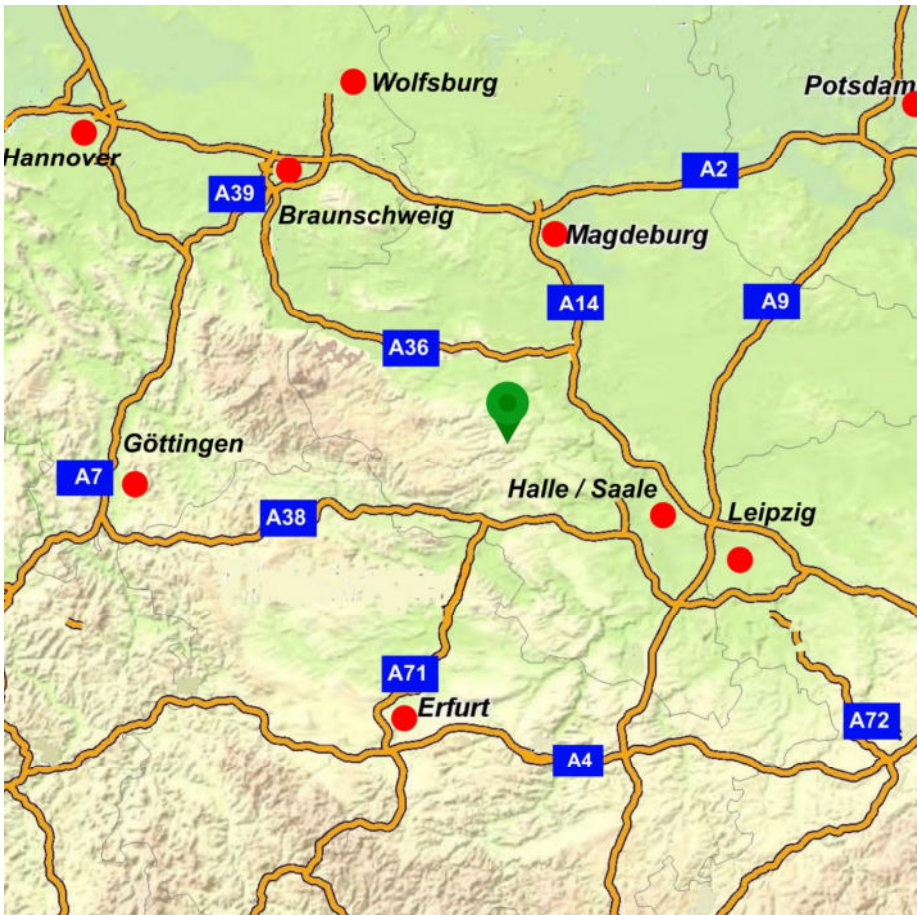 Wolfsburg
Potsdam
Hannover
A2
A39
Braunschweig
Magdeburg
A14
A9
A36
Göttingen
A7
Halle / Saale
A38
Leipzig
A71
Erfurt
A72
A4